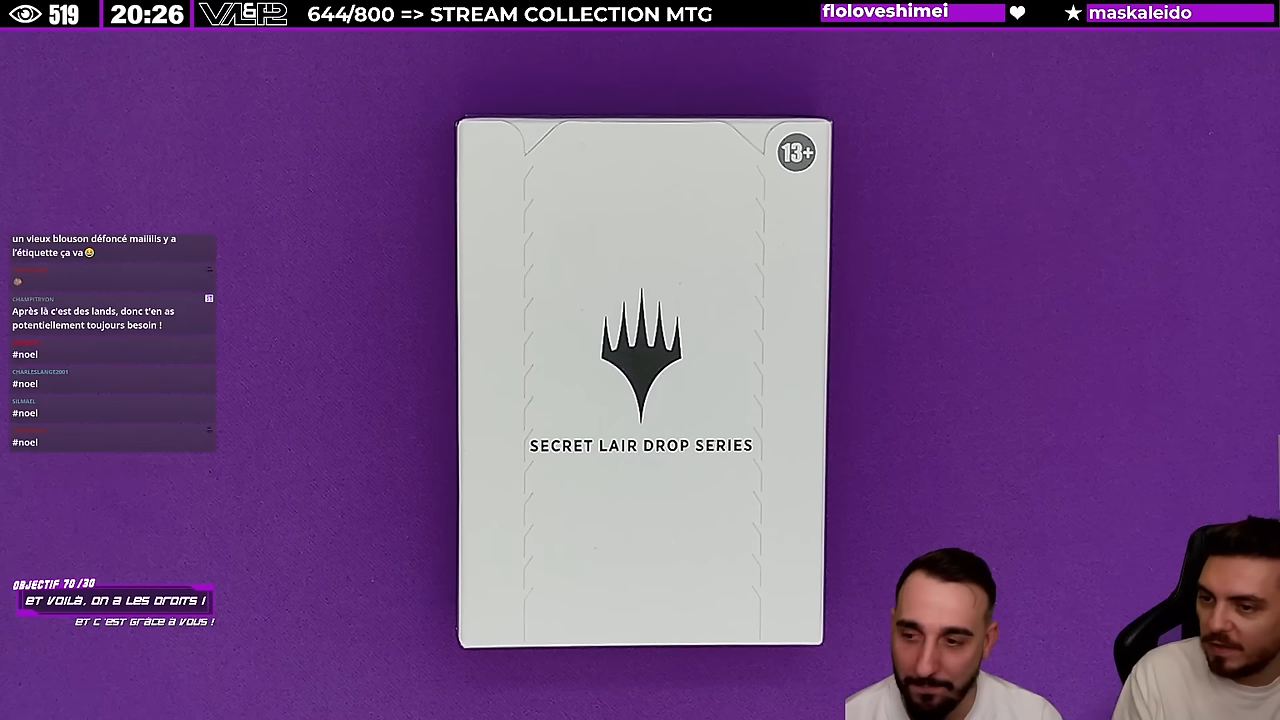 519
20:26
644/800 => STREAM COLLECTION MTG
floloveshimei
maskaleido
13+
SECRET LAIR DROP SERIES
un vieux blouson défoncé maiiiiis y a
l'étiquette ça va
CHAMPITRYON
Après là c'est des lands, donc t'en as
potentiellement toujours besoin !
#noel
CHARLESLANGE2001
#noel
SILMAEL
#noel
#noel
OBJECTIF 70/30
ET VOILÀ, ON A LES DROITS !
ET C'EST GRÂCE À VOUS !